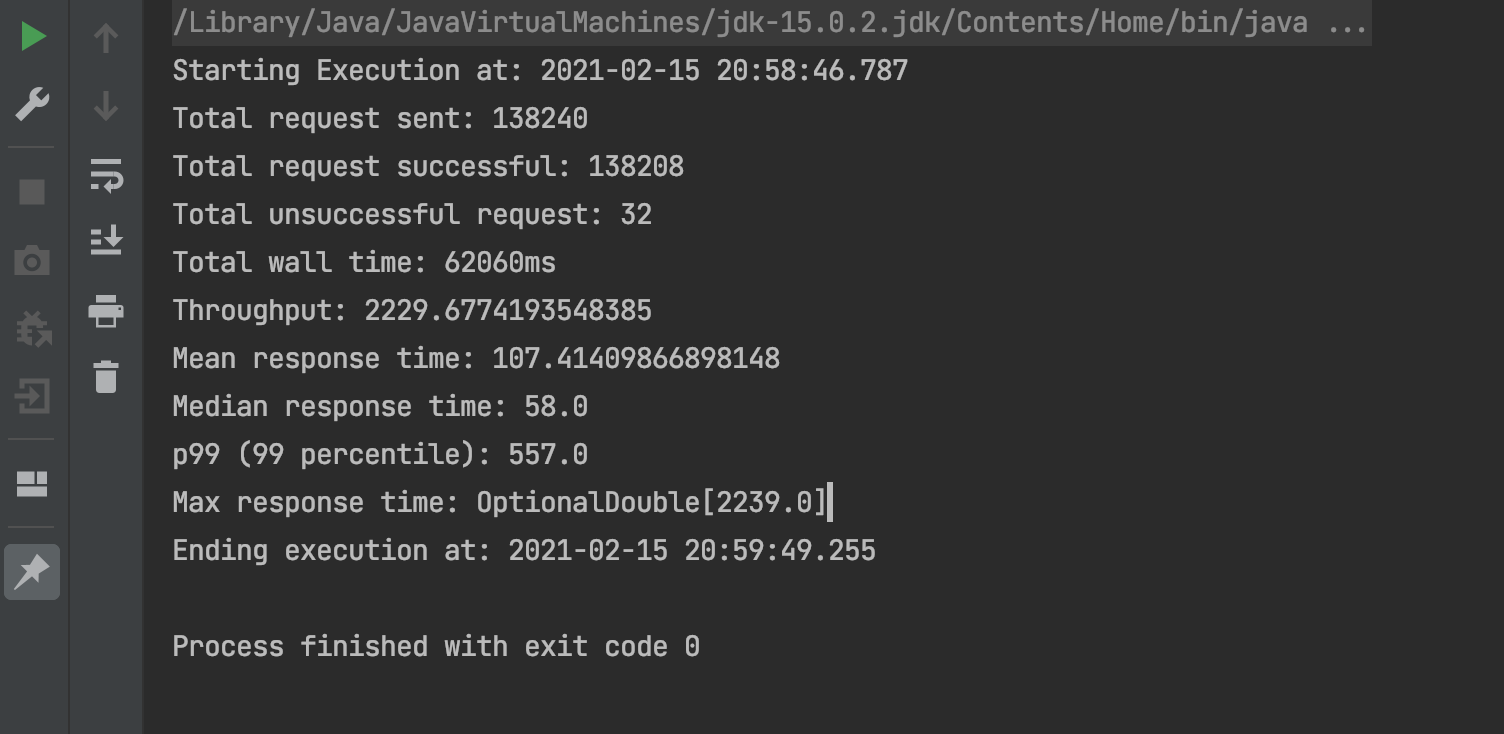 /Library/Java/JavaVirtualMachines/jdk-15.0.2.jdk/Contents/Home/bin/java ...
Starting Execution at: 2021-02-15 20:58:46.787
Total request sent: 138240
Total request successful: 138208
Total unsuccessful request: 32
Total wall time: 62060ms
Throughput: 2229.6774193548385
Mean response time: 107.41409866898148
Median response time: 58.0
p99 (99 percentile): 557.0
Max response time: OptionalDouble[2239.0]
Ending execution at: 2021-02-15 20:59:49.255
Process finished with exit code 0